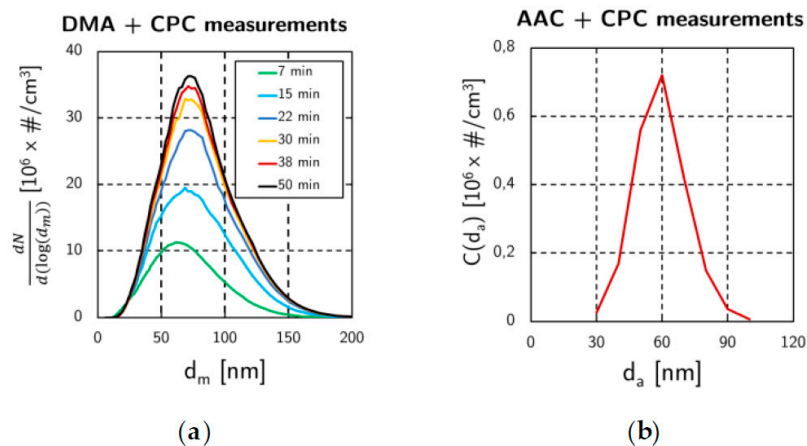 DMA + CPC measurements
dN
d(log(dm))
[10⁶ × #/cm³]
40
30
20
10
0
7 min
15 min
22 min
30 min
38 min
50 min
0 50 100 150 200
dm [nm]
(a)
AAC + CPC measurements
C(da) [10⁶ × #/cm³]
0,8
0,6
0,4
0,2
0
0 30 60 90 120
da [nm]
(b)